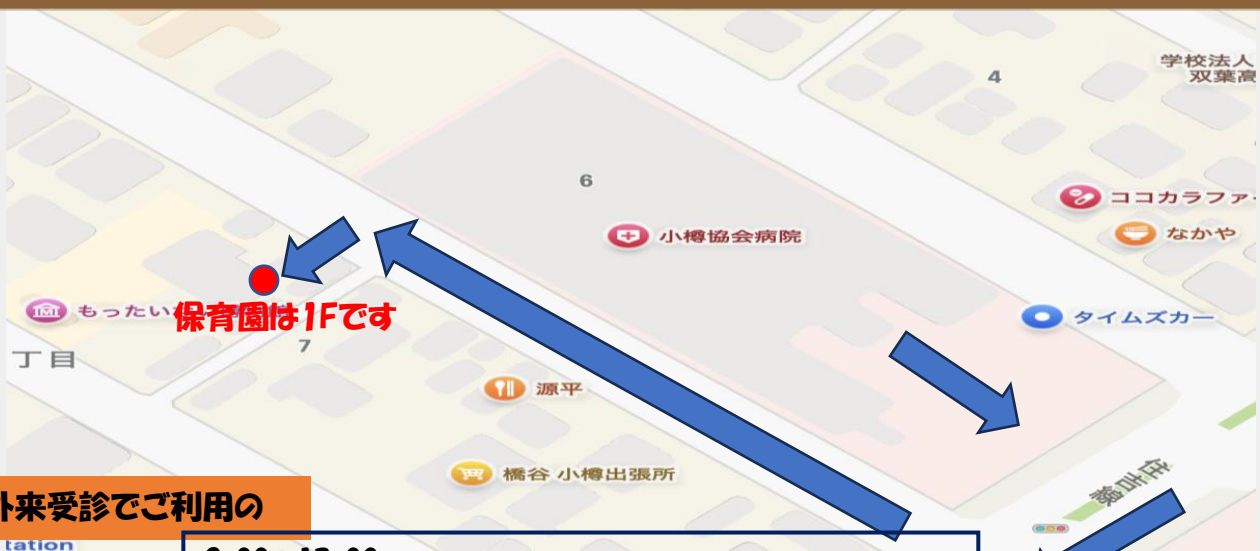 学校法人
双葉高
4
6
ココカラファ
小樽協会病院
なかや
もったい
保育園は1Fです
タイムズカー
丁目
7
源平
橋谷 小樽出張所
住吉線
外来受診でご利用の
tation